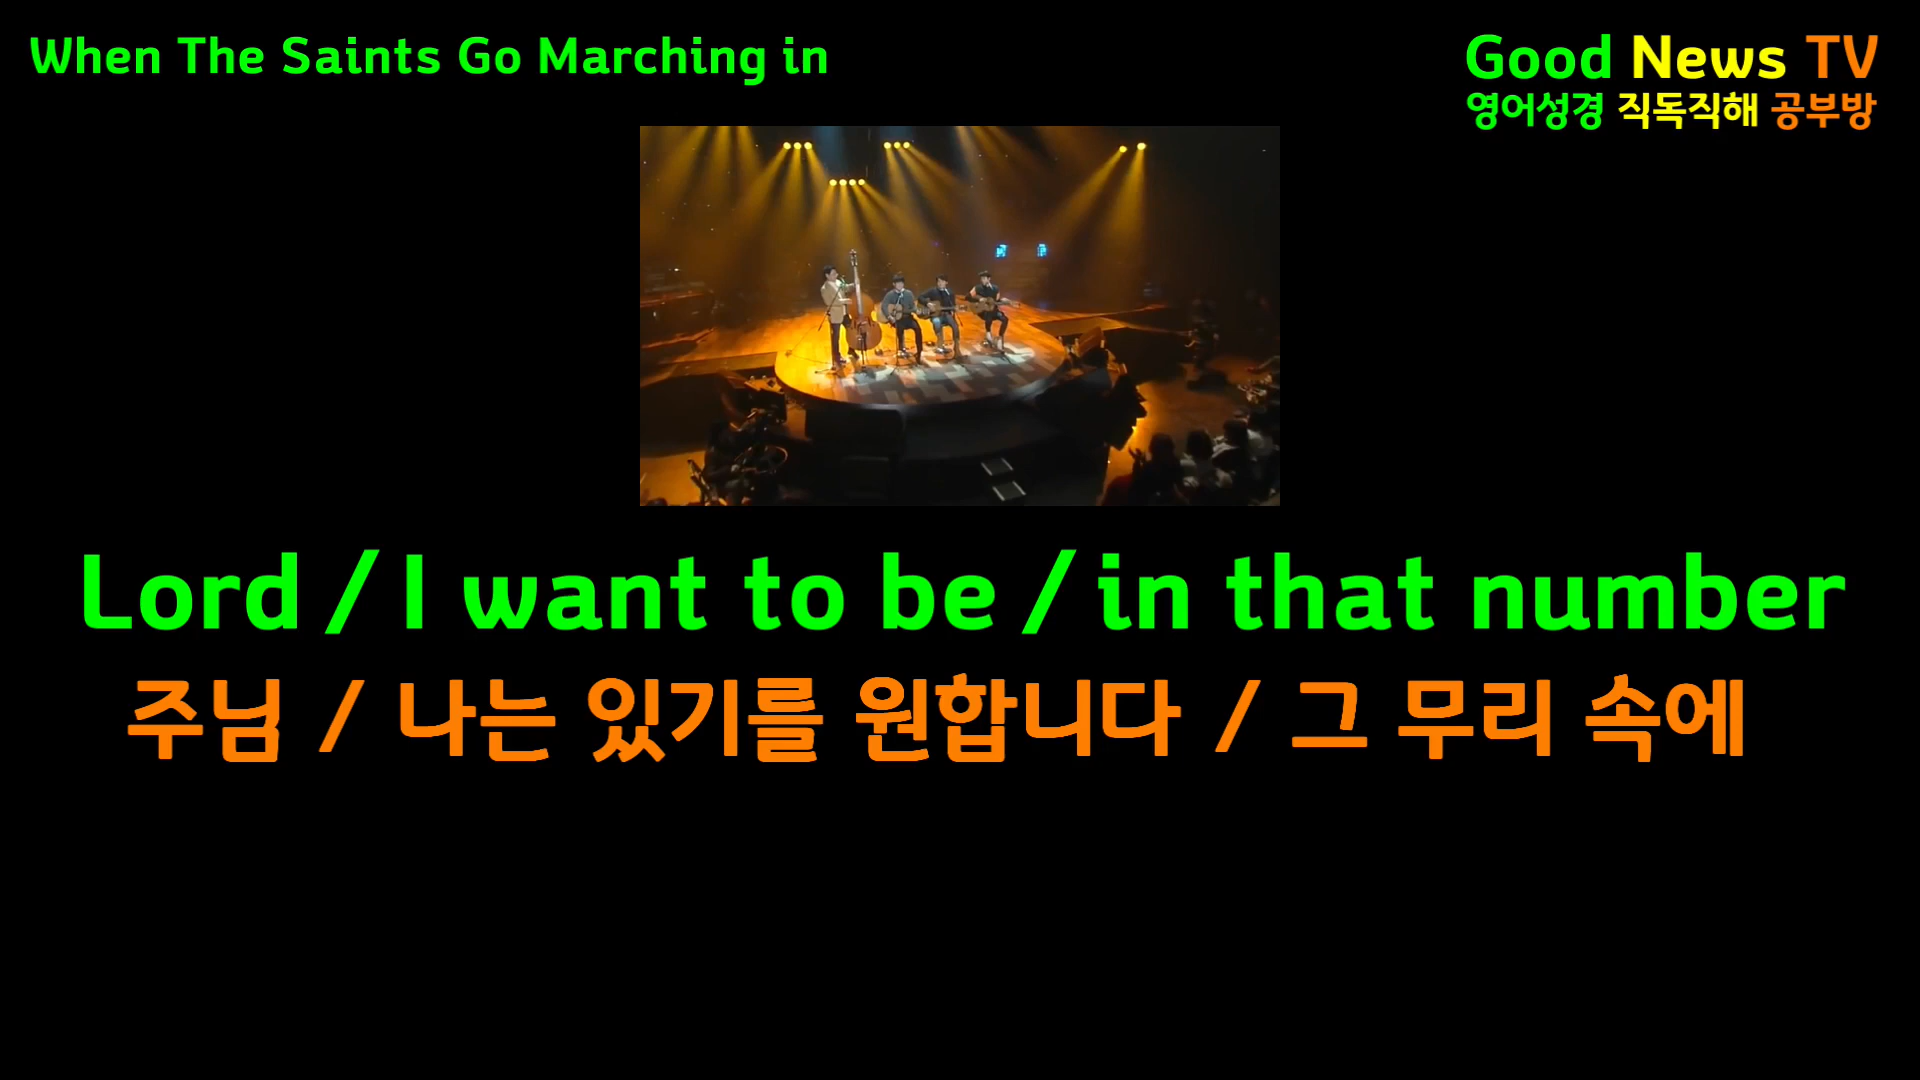 When The Saints Go Marching in
Good News TV
영어성경 직독직해 공부방
Lord / I want to be / in that number
주님 / 나는 있기를 원합니다 / 그 무리 속에